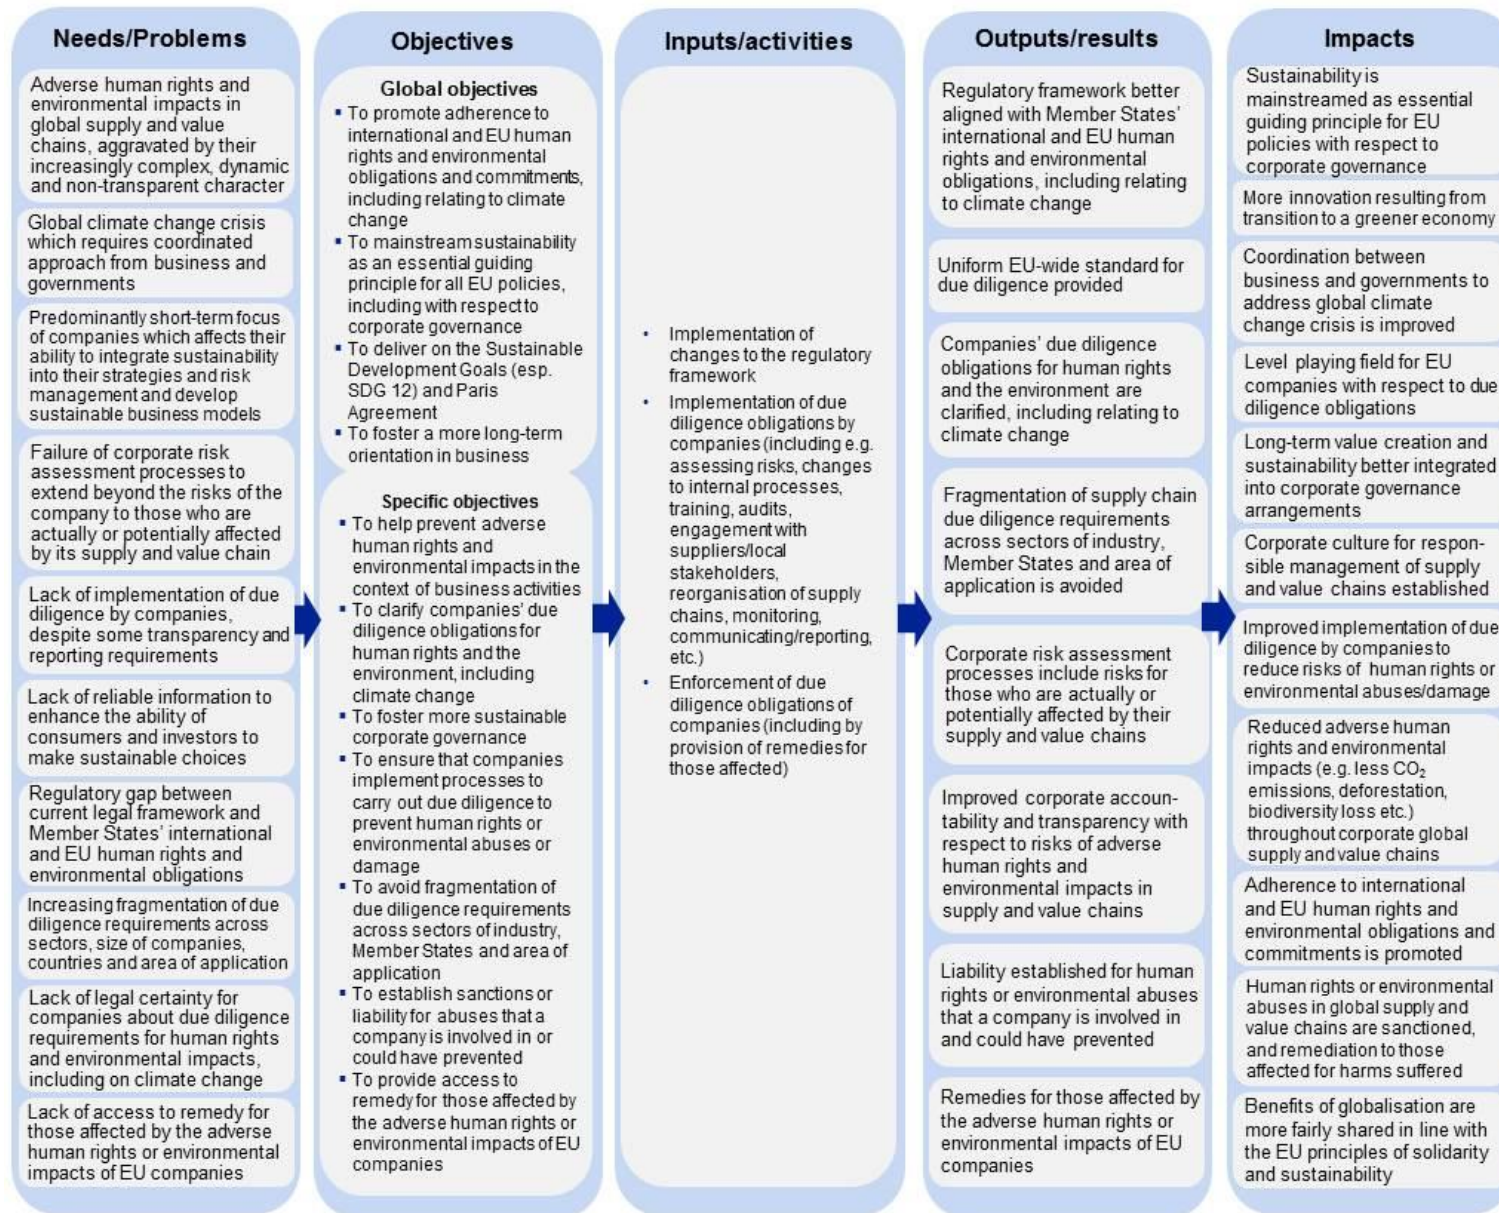 Needs/Problems
Adverse human rights and
environmental impacts in
global supply and value
chains, aggravated by their
increasingly complex, dynamic
and non-transparent character
Global climate change crisis
which requires coordinated
approach from business and
governments
Predominantly short-term focus
of companies which affects their
ability to integrate sustainability
into their strategies and risk
management and develop
sustainable business models
Failure of corporate risk
assessment processes to
extend beyond the risks of the
company to those who are
actually or potentially affected
by its supply and value chain
Lack of implementation of due
diligence by companies,
despite some transparency and
reporting requirements
Lack of reliable information to
enhance the ability of
consumers and investors to
make sustainable choices
Regulatory gap between
current legal framework and
Member States' international
and EU human rights and
environmental obligations
Increasing fragmentation of due
diligence requirements across
sectors, size of companies,
countries and area of application
Lack of legal certainty for
companies about due diligence
requirements for human rights
and environmental impacts,
including on climate change
Lack of access to remedy for
those affected by the adverse
human rights or environmental
impacts of EU companies
Objectives
Global objectives
▪ To promote adherence to
international and EU human
rights and environmental
obligations and commitments,
including relating to climate
change
▪ To mainstream sustainability
as an essential guiding
principle for all EU policies,
including with respect to
corporate governance
▪ To deliver on the Sustainable
Development Goals (esp.
SDG 12) and Paris
Agreement
▪ To foster a more long-term
orientation in business
Specific objectives
▪ To help prevent adverse
human rights and
environmental impacts in the
context of business activities
▪ To clarify companies' due
diligence obligations for
human rights and the
environment, including
climate change
▪ To foster more sustainable
corporate governance
▪ To ensure that companies
implement processes to
carry out due diligence to
prevent human rights or
environmental abuses or
damage
▪ To avoid fragmentation of
due diligence requirements
across sectors of industry,
Member States and area of
application
▪ To establish sanctions or
liability for abuses that a
company is involved in or
could have prevented
▪ To provide access to
remedy for those affected by
the adverse human rights or
environmental impacts of EU
companies
Inputs/activities
• Implementation of
changes to the regulatory
framework
• Implementation of due
diligence obligations by
companies (including e.g.
assessing risks, changes
to internal processes,
training, audits,
engagement with
suppliers/local
stakeholders,
reorganisation of supply
chains, monitoring,
communicating/reporting,
etc.)
• Enforcement of due
diligence obligations of
companies (including by
provision of remedies for
those affected)
Outputs/results
Regulatory framework better
aligned with Member States'
international and EU human
rights and environmental
obligations, including relating
to climate change
Uniform EU-wide standard for
due diligence provided
Companies' due diligence
obligations for human rights
and the environment are
clarified, including relating to
climate change
Fragmentation of supply chain
due diligence requirements
across sectors of industry,
Member States and area of
application is avoided
Corporate risk assessment
processes include risks for
those who are actually or
potentially affected by their
supply and value chains
Improved corporate accoun-
tability and transparency with
respect to risks of adverse
human rights and
environmental impacts in
supply and value chains
Liability established for human
rights or environmental abuses
that a company is involved in
and could have prevented
Remedies for those affected by
the adverse human rights or
environmental impacts of EU
companies
Impacts
Sustainability is
mainstreamed as essential
guiding principle for EU
policies with respect to
corporate governance
More innovation resulting from
transition to a greener economy
Coordination between
business and governments to
address global climate
change crisis is improved
Level playing field for EU
companies with respect to due
diligence obligations
Long-term value creation and
sustainability better integrated
into corporate governance
arrangements
Corporate culture for respon-
sible management of supply
and value chains established
Improved implementation of due
diligence by companies to
reduce risks of human rights or
environmental abuses/damage
Reduced adverse human
rights and environmental
impacts (e.g. less CO₂
emissions, deforestation,
biodiversity loss etc.)
throughout corporate global
supply and value chains
Adherence to international
and EU human rights and
environmental obligations and
commitments is promoted
Human rights or environmental
abuses in global supply and
value chains are sanctioned,
and remediation to those
affected for harms suffered
Benefits of globalisation are
more fairly shared in line with
the EU principles of solidarity
and sustainability